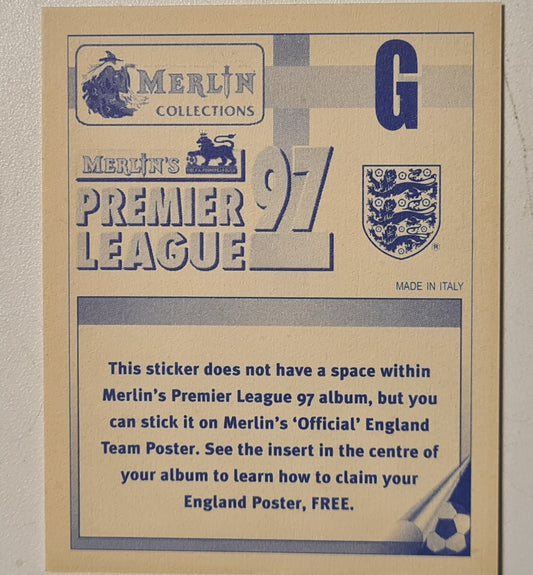 MERLIN
COLLECTIONS
G
MERLIN'S
PREMIER
LEAGUE
97
®
MADE IN ITALY
This sticker does not have a space within
Merlin's Premier League 97 album, but you
can stick it on Merlin's ‘Official’ England
Team Poster. See the insert in the centre of
your album to learn how to claim your
England Poster, FREE.